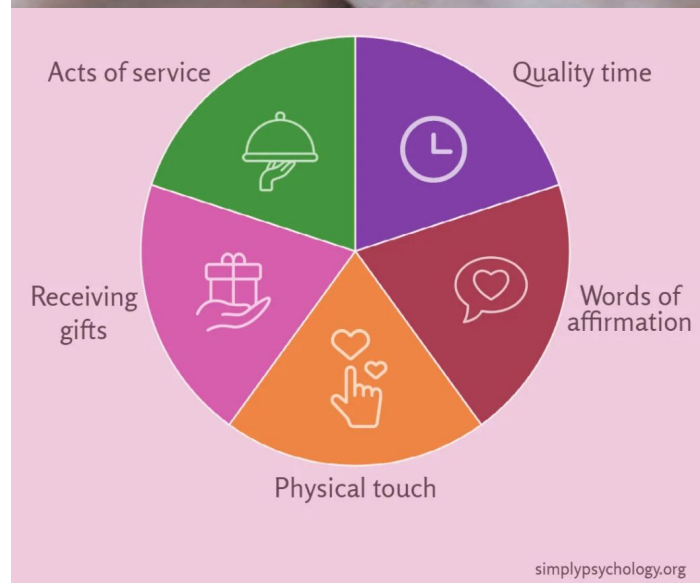 Acts of service
Quality time
Receiving
gifts
Words of
affirmation
Physical touch
simplypsychology.org